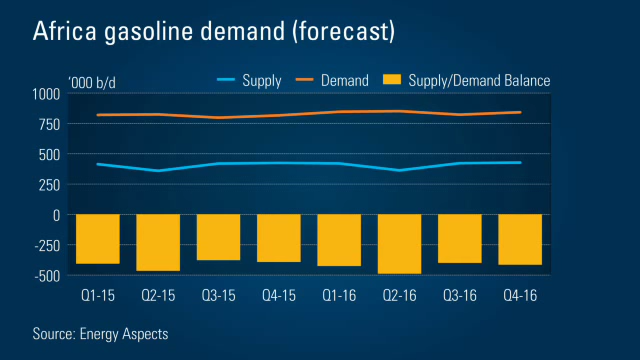 Africa gasoline demand (forecast)
'000 b/d
Supply Demand Supply/Demand Balance
1000
750
500
250
0
-250
-500
Q1-15 Q2-15 Q3-15 Q4-15 Q1-16 Q2-16 Q3-16 Q4-16
Source: Energy Aspects